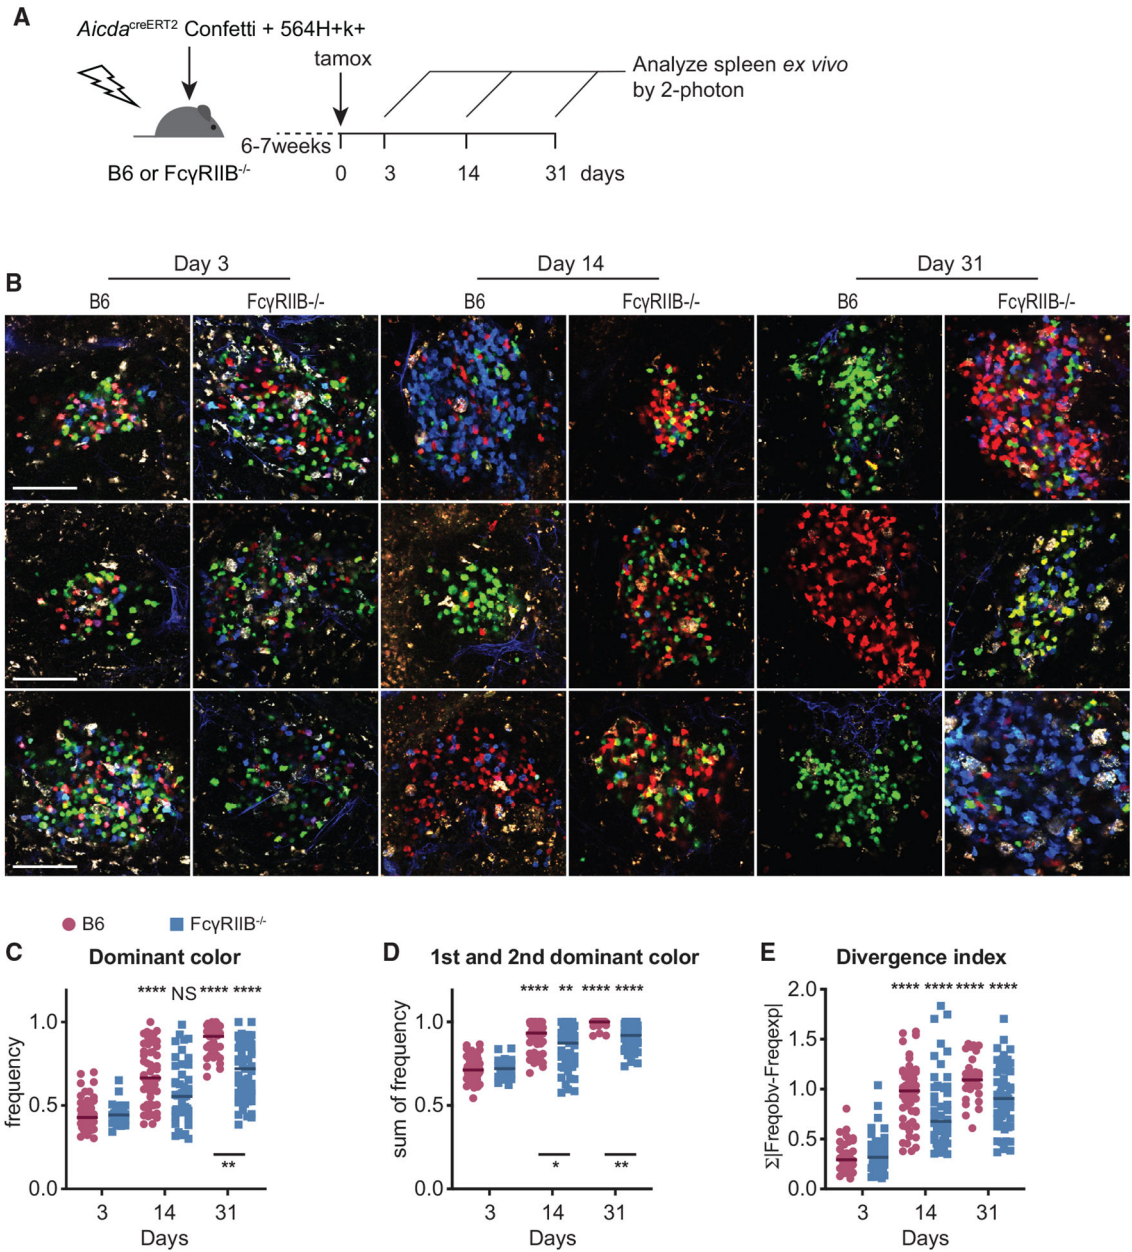 A
Aicda^creERT2 Confetti + 564H+k+
tamox
Analyze spleen ex vivo
by 2-photon
6-7weeks
B6 or FcγRIIB-/-
0 3 14 31 days
B
Day 3 Day 14 Day 31
B6 FcγRIIB-/- B6 FcγRIIB-/- B6 FcγRIIB-/-
B6 FcγRIIB-/-
C Dominant color
**** NS **** ****
frequency
1.0
0.5
0.0
**
3 14 31
Days
D 1st and 2nd dominant color
**** ** **** ****
sum of frequency
1.0
0.5
0.0
* **
3 14 31
Days
E Divergence index
**** **** **** ****
Σ|Freqobv-Freqexp|
2.0
1.5
1.0
0.5
0.0
3 14 31
Days